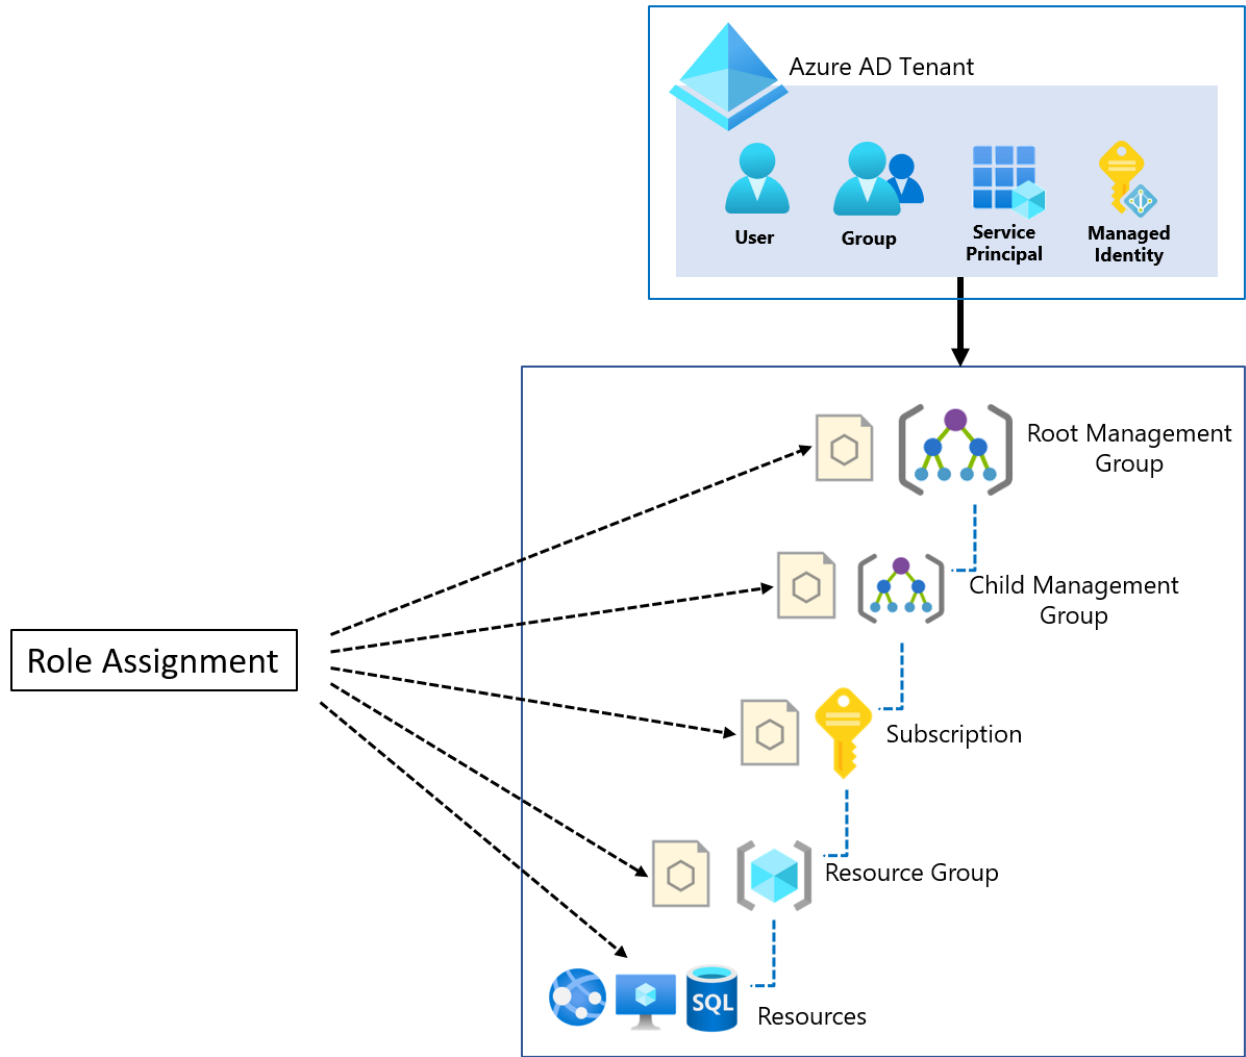 Azure AD Tenant
User
Group
Service
Principal
Managed
Identity
Root Management
Group
Child Management
Group
Role Assignment
Subscription
Resource Group
SQL
Resources